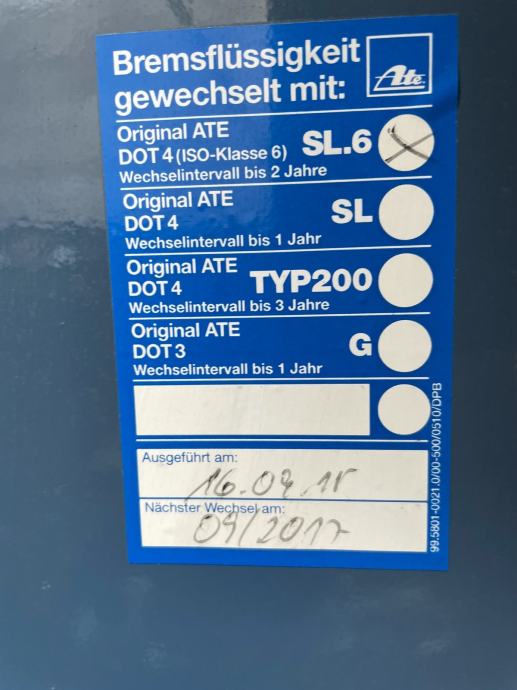 Bremsflüssigkeit
gewechselt mit:
Ate
Original ATE
DOT 4 (ISO-Klasse 6) SL.6
Wechselintervall bis 2 Jahre
Original ATE
DOT 4 SL
Wechselintervall bis 1 Jahr
Original ATE
DOT 4 TYP200
Wechselintervall bis 3 Jahre
Original ATE
DOT 3 G
Wechselintervall bis 1 Jahr
Ausgeführt am:
16.09.15
Nächster Wechsel am:
09/2017
99.5801-0021.0/00-500/0510/DPB